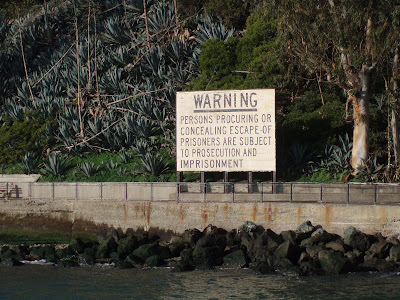 WARNING
PERSONS PROCURING OR
CONCEALING ESCAPE OF
PRISONERS ARE SUBJECT
TO PROSECUTION AND
IMPRISONMENT